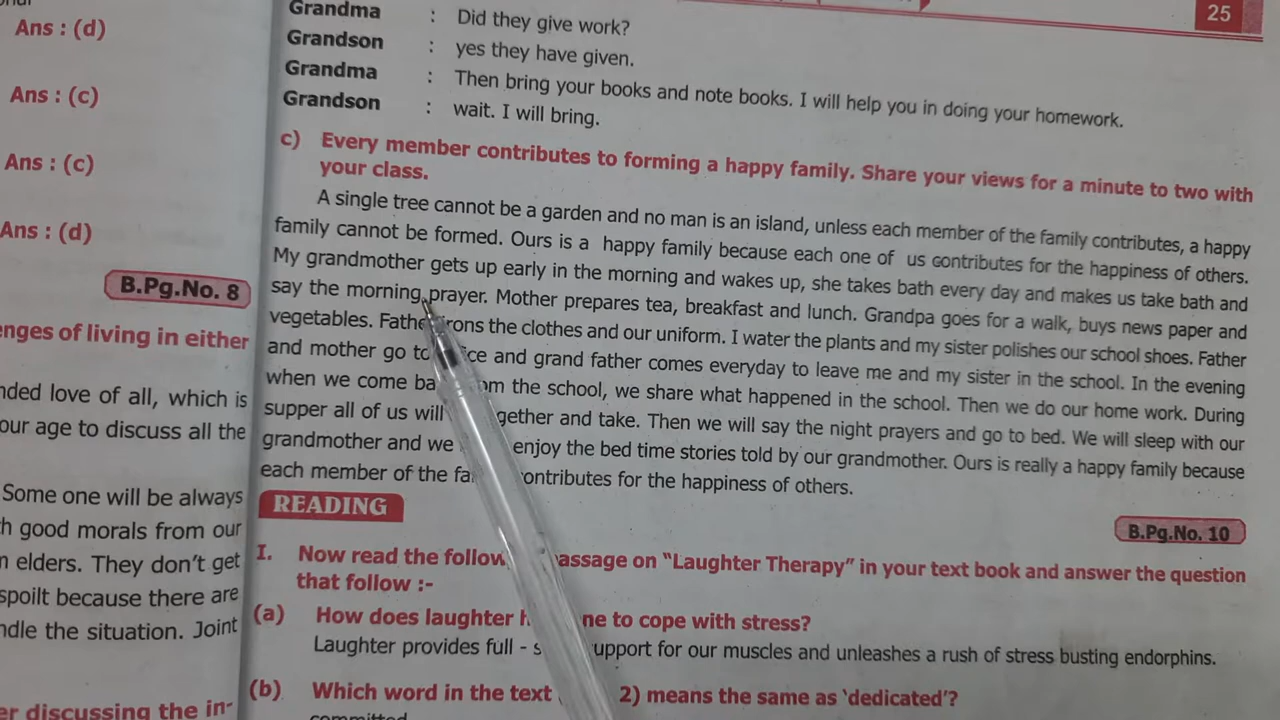 25
Ans : (d)
Ans : (c)
Ans : (c)
Ans : (d)
B.Pg.No. 8
enges of living in either
nded love of all, which is
our age to discuss all the
Some one will be always
h good morals from our
elders. They don't get
spoilt because there are
ndle the situation. Joint
er discussing the in-
Grandma : Did they give work?
Grandson : yes they have given.
Grandma : Then bring your books and note books. I will help you in doing your homework.
Grandson : wait. I will bring.
c) Every member contributes to forming a happy family. Share your views for a minute to two with
your class.
A single tree cannot be a garden and no man is an island, unless each member of the family contributes, a happy
family cannot be formed. Ours is a happy family because each one of us contributes for the happiness of others.
My grandmother gets up early in the morning and wakes up, she takes bath every day and makes us take bath and
say the morning prayer. Mother prepares tea, breakfast and lunch. Grandpa goes for a walk, buys news paper and
vegetables. Fathe rons the clothes and our uniform. I water the plants and my sister polishes our school shoes. Father
and mother go to ice and grand father comes everyday to leave me and my sister in the school. In the evening
when we come ba om the school, we share what happened in the school. Then we do our home work. During
supper all of us will gether and take. Then we will say the night prayers and go to bed. We will sleep with our
grandmother and we enjoy the bed time stories told by our grandmother. Ours is really a happy family because
each member of the fa ontributes for the happiness of others.
READING
B.Pg.No. 10
I. Now read the follow assage on "Laughter Therapy" in your text book and answer the question
that follow :-
(a) How does laughter h ne to cope with stress?
Laughter provides full - s upport for our muscles and unleashes a rush of stress busting endorphins.
(b) Which word in the text 2) means the same as 'dedicated'?
committed